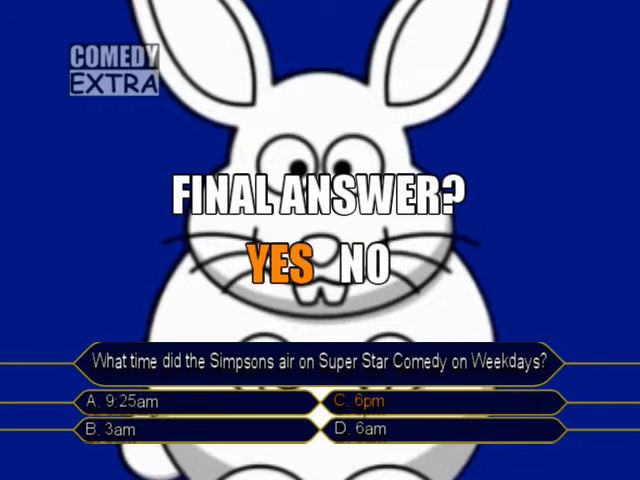 COMEDY
EXTRA
FINAL ANSWER?
YES NO
What time did the Simpsons air on Super Star Comedy on Weekdays?
A. 9:25am
C. 6pm
B. 3am
D. 6am